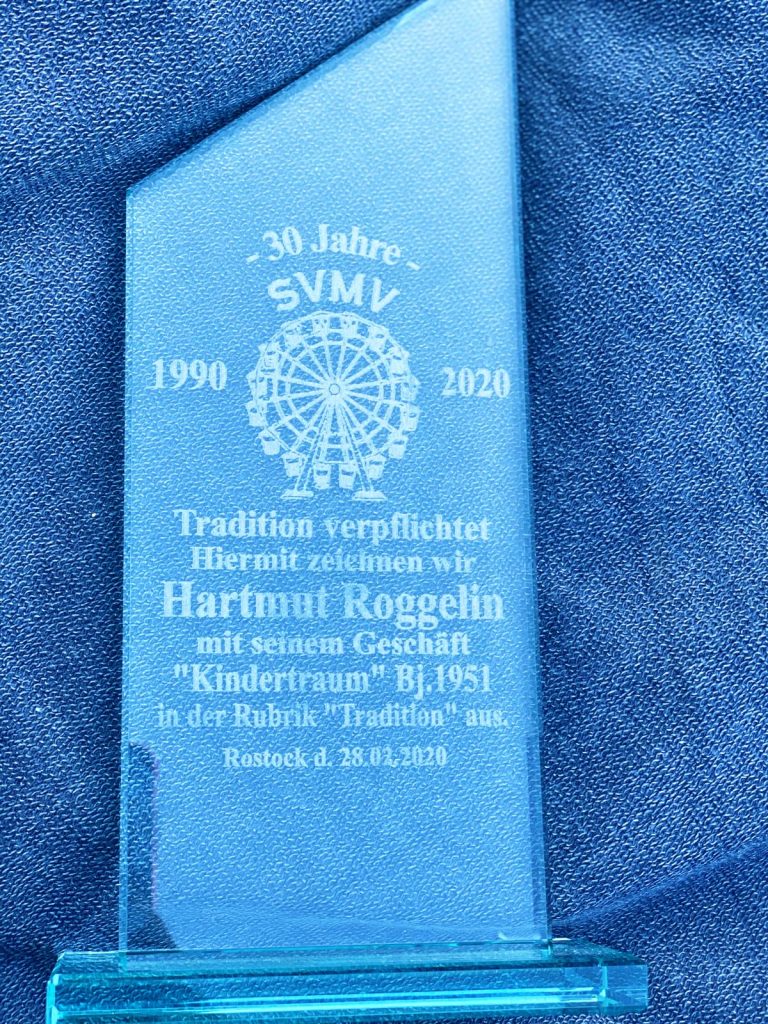 - 30 Jahre -
SVMV
1990 2020
Tradition verpflichtet
Hiermit zeichnen wir
Hartmut Roggelin
mit seinem Geschäft
"Kindertraum" Bj.1951
in der Rubrik "Tradition" aus.
Rostock d. 28.02.2020